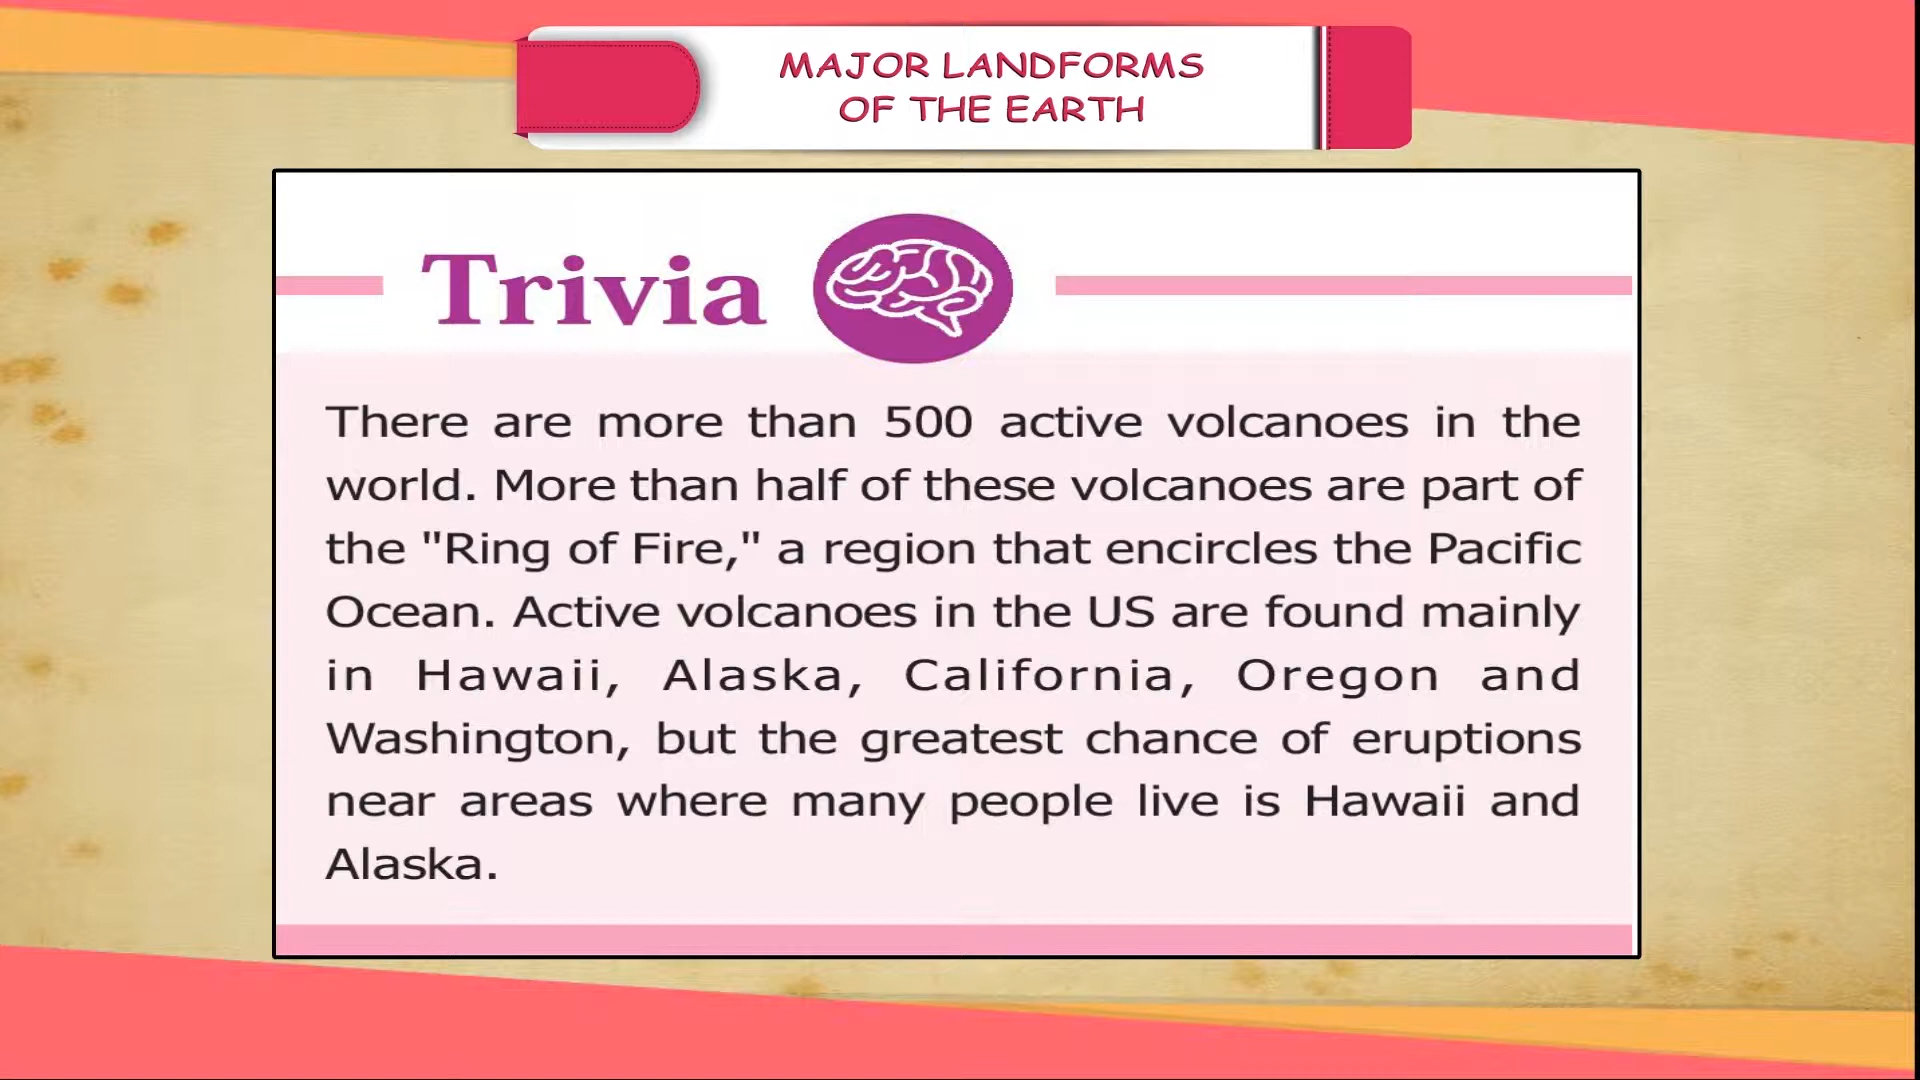 MAJOR LANDFORMS
OF THE EARTH
Trivia
There are more than 500 active volcanoes in the
world. More than half of these volcanoes are part of
the "Ring of Fire," a region that encircles the Pacific
Ocean. Active volcanoes in the US are found mainly
in Hawaii, Alaska, California, Oregon and
Washington, but the greatest chance of eruptions
near areas where many people live is Hawaii and
Alaska.